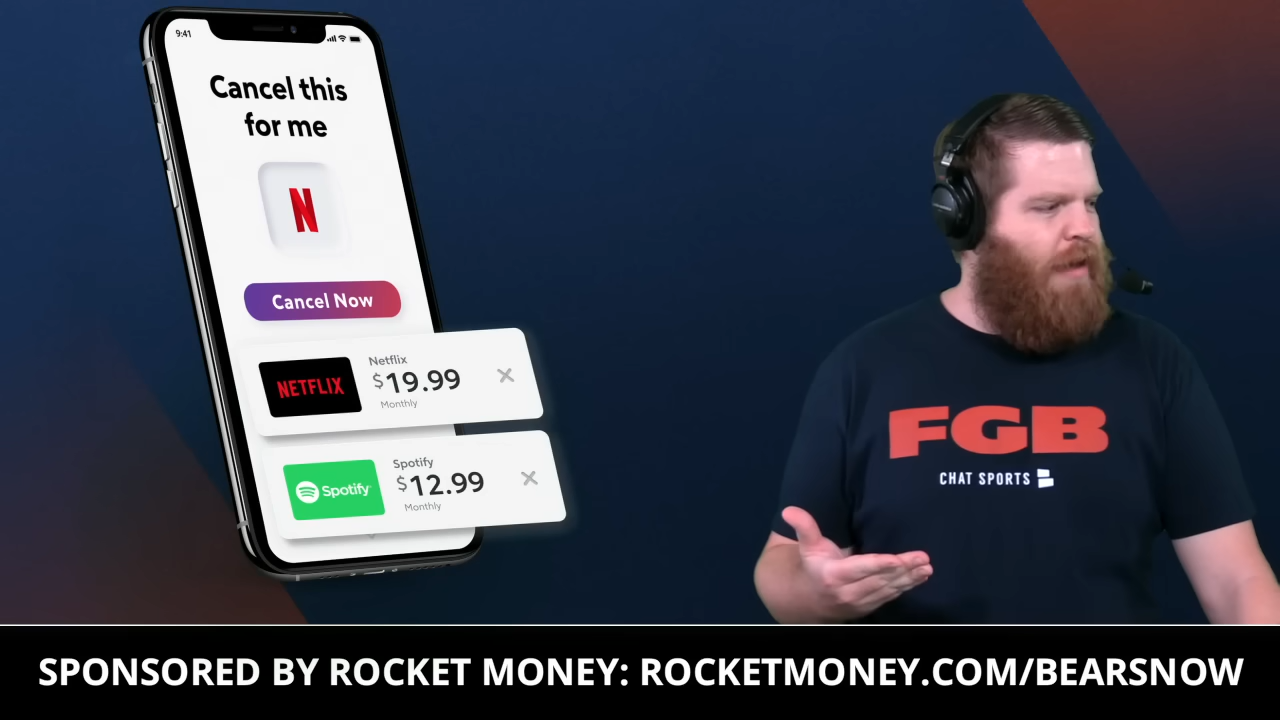 9:41
Cancel this
for me
N
Cancel Now
NETFLIX
Netflix
$19.99
Monthly
Spotify
Spotify
$12.99
Monthly
FGB
CHAT SPORTS
SPONSORED BY ROCKET MONEY: ROCKETMONEY.COM/BEARSNOW